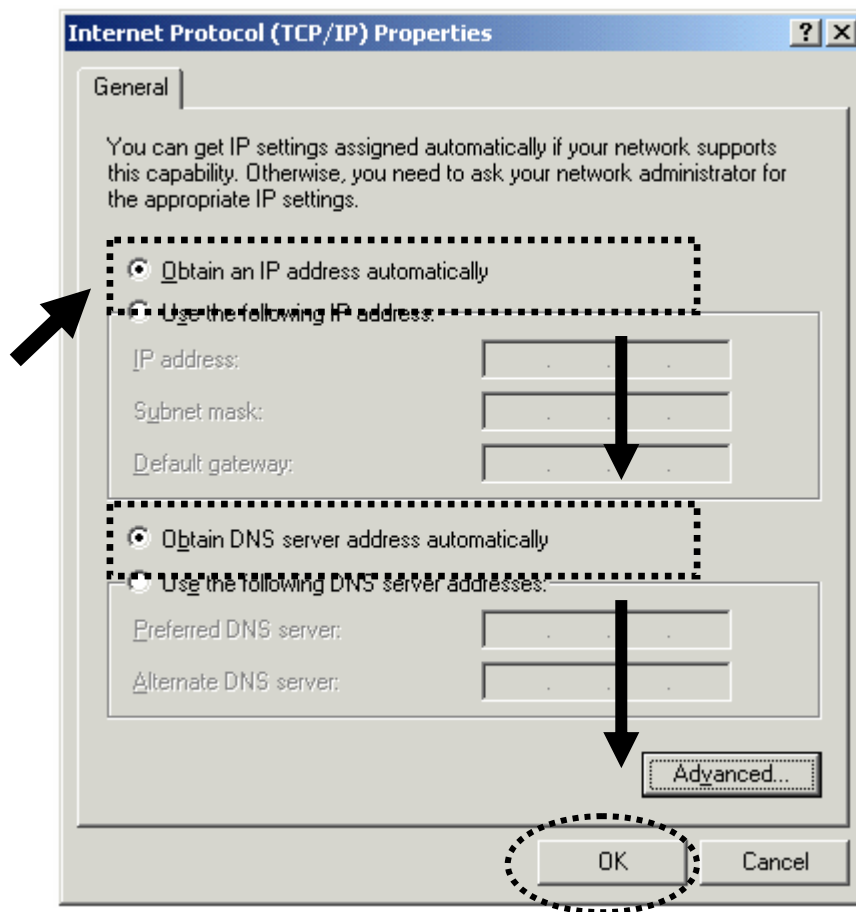 Internet Protocol (TCP/IP) Properties
General
You can get IP settings assigned automatically if your network supports
this capability. Otherwise, you need to ask your network administrator for
the appropriate IP settings.
Obtain an IP address automatically
Use the following IP address:
IP address:
Subnet mask:
Default gateway:
Obtain DNS server address automatically
Use the following DNS server addresses:
Preferred DNS server:
Alternate DNS server:
Advanced...
OK
Cancel